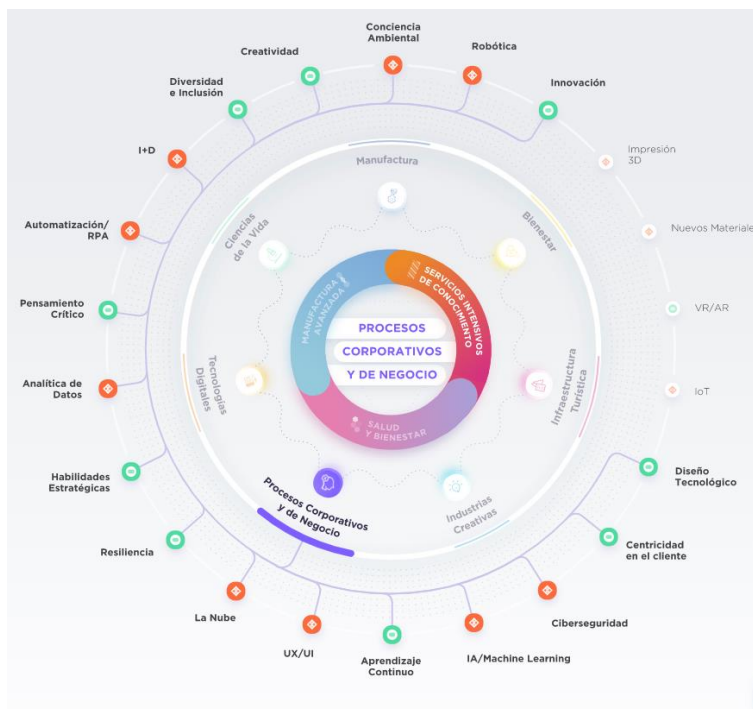 Conciencia
Ambiental
Robótica
Creatividad
Innovación
Diversidad
e Inclusión
I+D
Impresión
3D
Automatización/
RPA
Nuevos Materiale
Pensamiento
Crítico
VR/AR
Analítica de
Datos
IoT
Habilidades
Estratégicas
Diseño
Tecnológico
Resiliencia
Centricidad
en el cliente
La Nube
Ciberseguridad
UX/UI
Aprendizaje
Continuo
IA/Machine Learning
Manufactura
Ciencias
de la Vida
Bienestar
Tecnologías
Digitales
Infraestructura
Turística
Procesos Corporativos
y de Negocio
Industrias
Creativas
MANUFACTURA
AVANZADA
SERVICIOS INTENSIVOS
DE CONOCIMIENTO
SALUD
Y BIENESTAR
PROCESOS
CORPORATIVOS
Y DE NEGOCIO